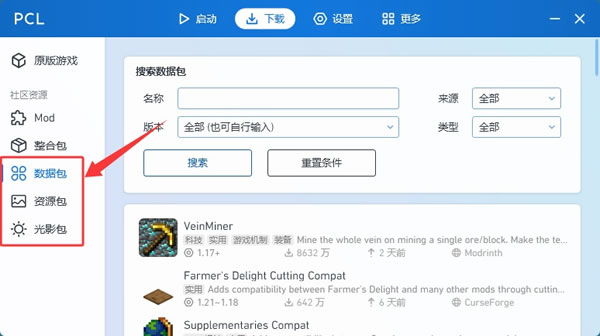 PCL
启动
下载
设置
更多
原版游戏
社区资源
Mod
整合包
数据包
资源包
光影包
搜索数据包
名称
来源 全部
版本 全部 (也可自行输入)
类型 全部
搜索 重置条件
VeinMiner
科技 实用 游戏机制 装备 Mine the whole vein on mining a single ore/block. Make the te...
1.17+ 8632 万 2 天前 Modrinth
Farmer's Delight Cutting Compat
实用 Adds compatibility between Farmer's Delight and many other mods through cutting...
1.21~1.18 642 万 6 天前 CurseForge
Supplementaries Compat